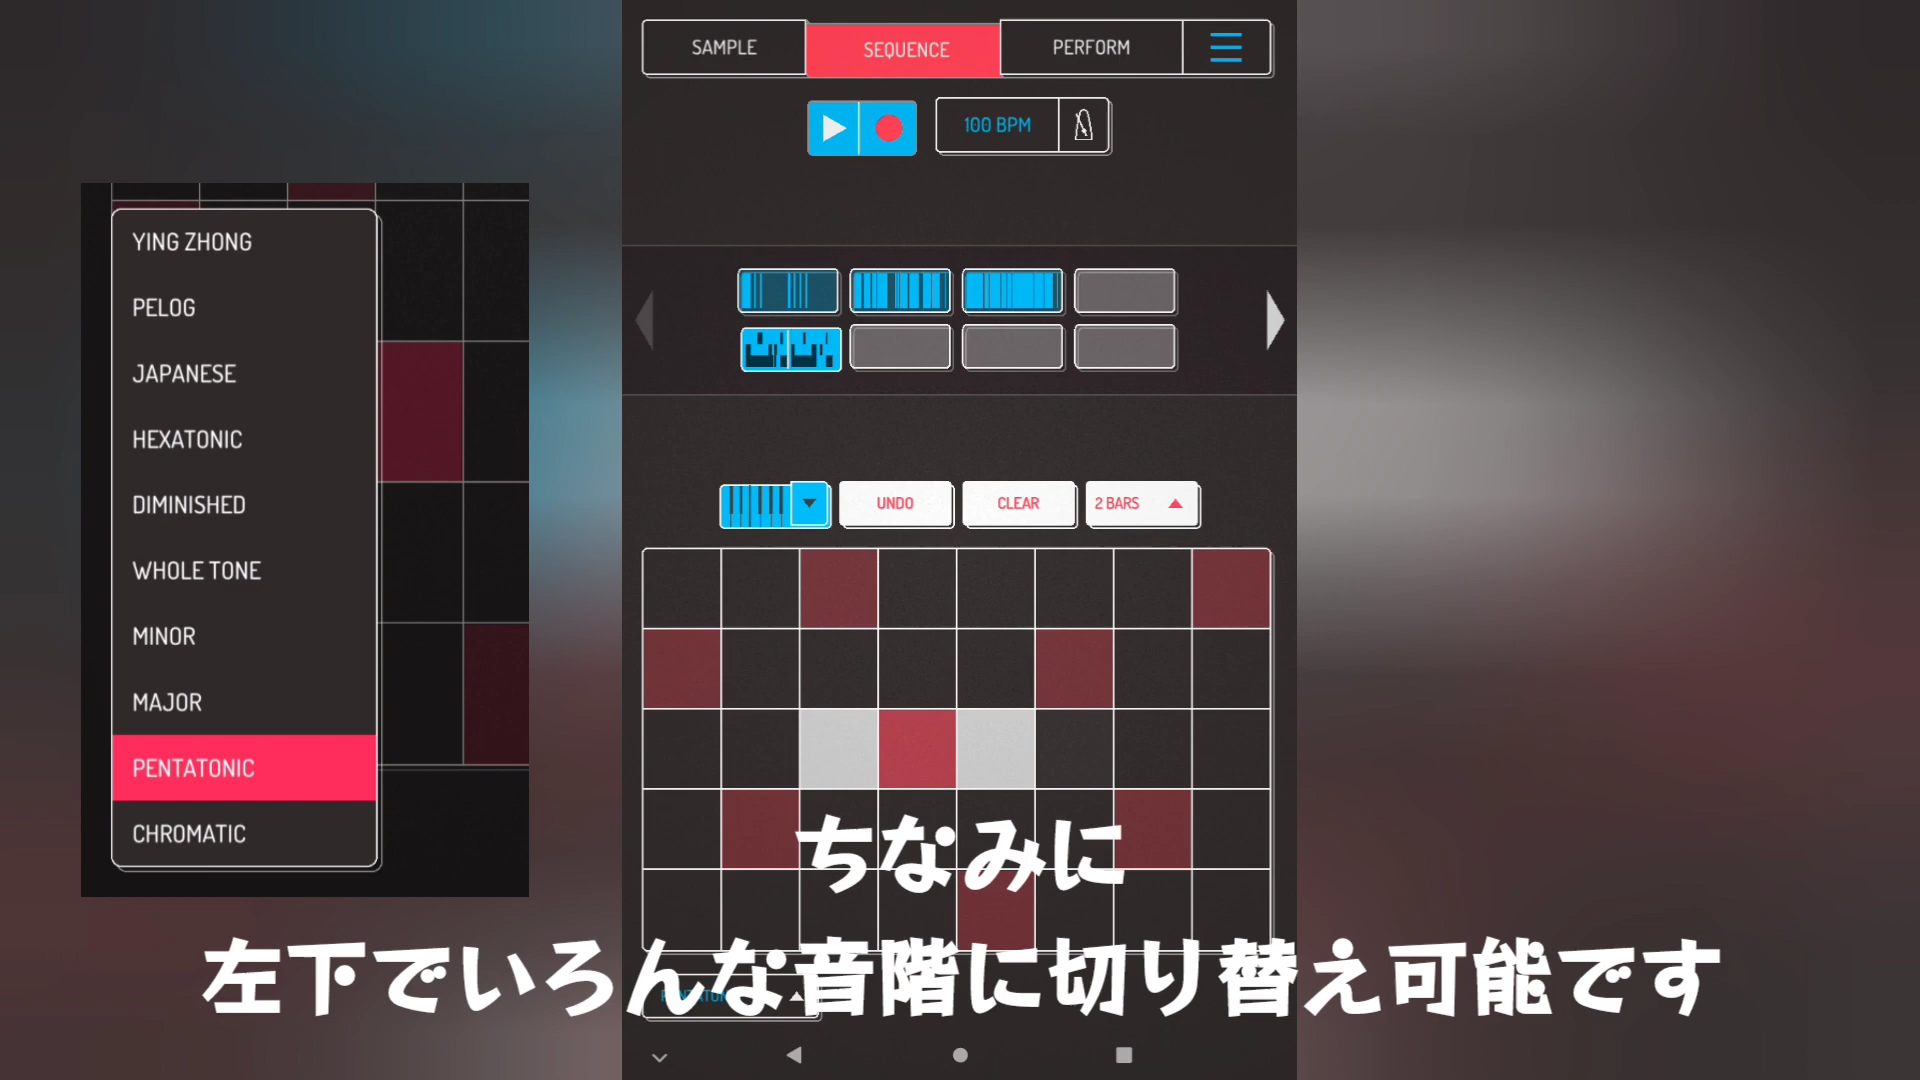 SAMPLE
SEQUENCE
PERFORM
100 BPM
YING ZHONG
PELOG
JAPANESE
HEXATONIC
DIMINISHED
WHOLE TONE
MINOR
MAJOR
PENTATONIC
CHROMATIC
UNDO
CLEAR
2 BARS
ちなみに
左下でいろんな音階に切り替え可能です